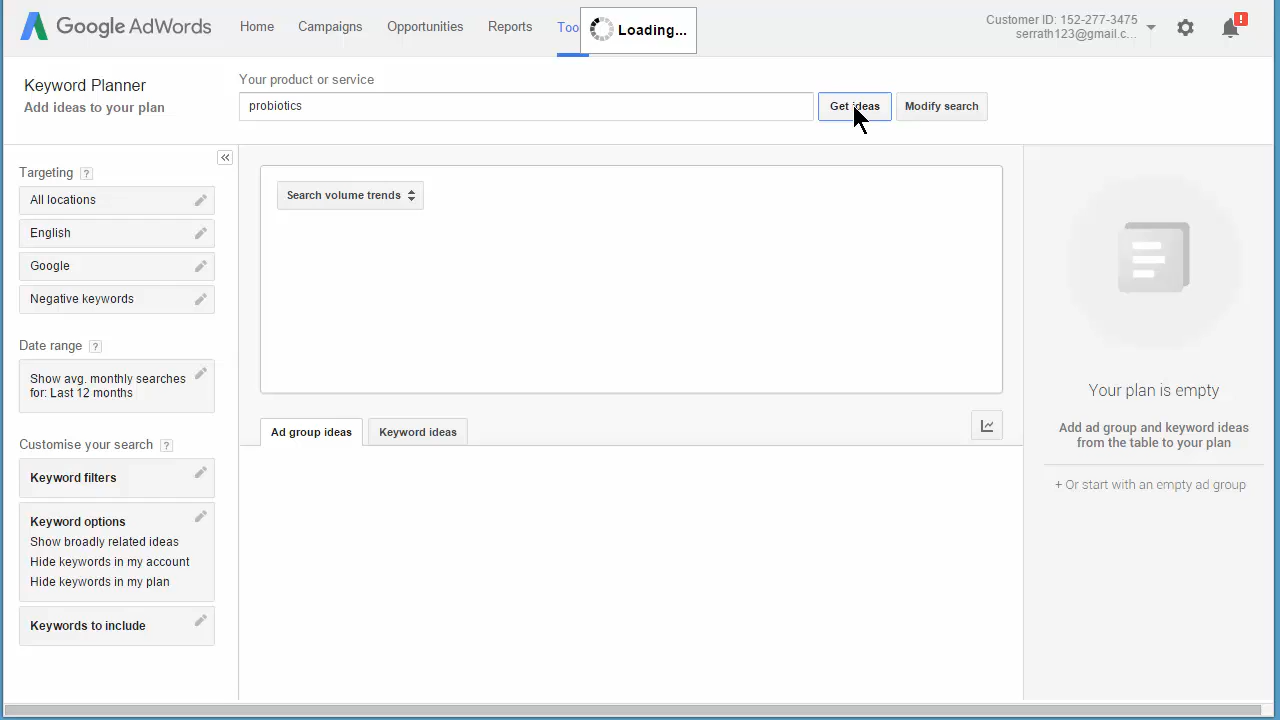 Google AdWords
Home
Campaigns
Opportunities
Reports
Too
Loading...
Customer ID: 152-277-3475
serrath123@gmail.c...
!
Keyword Planner
Add ideas to your plan
Your product or service
probiotics
Get ideas
Modify search
«
Targeting ?
All locations
English
Google
Negative keywords
Date range ?
Show avg. monthly searches
for: Last 12 months
Customise your search ?
Keyword filters
Keyword options
Show broadly related ideas
Hide keywords in my account
Hide keywords in my plan
Keywords to include
Search volume trends
Ad group ideas
Keyword ideas
Your plan is empty
Add ad group and keyword ideas
from the table to your plan
+ Or start with an empty ad group